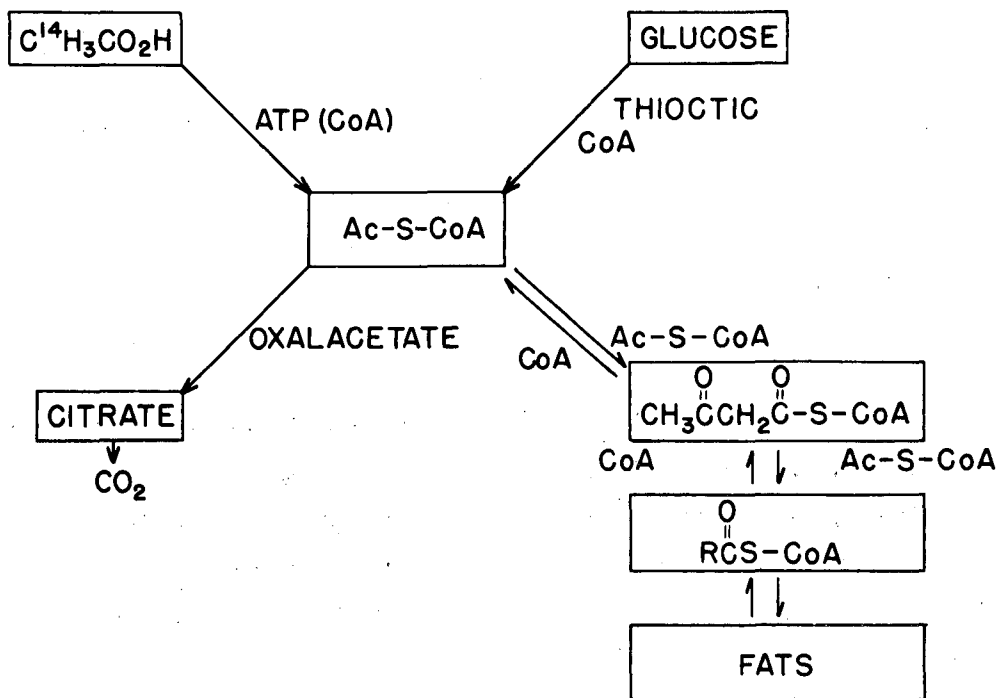 C¹⁴H₃CO₂H
GLUCOSE
ATP (CoA)
THIOCTIC
CoA
Ac-S-CoA
OXALACETATE
Ac-S-CoA
CoA
CITRATE
CO₂
O O
CH₃CCH₂C-S-CoA
CoA
Ac-S-CoA
O
RCS-CoA
FATS